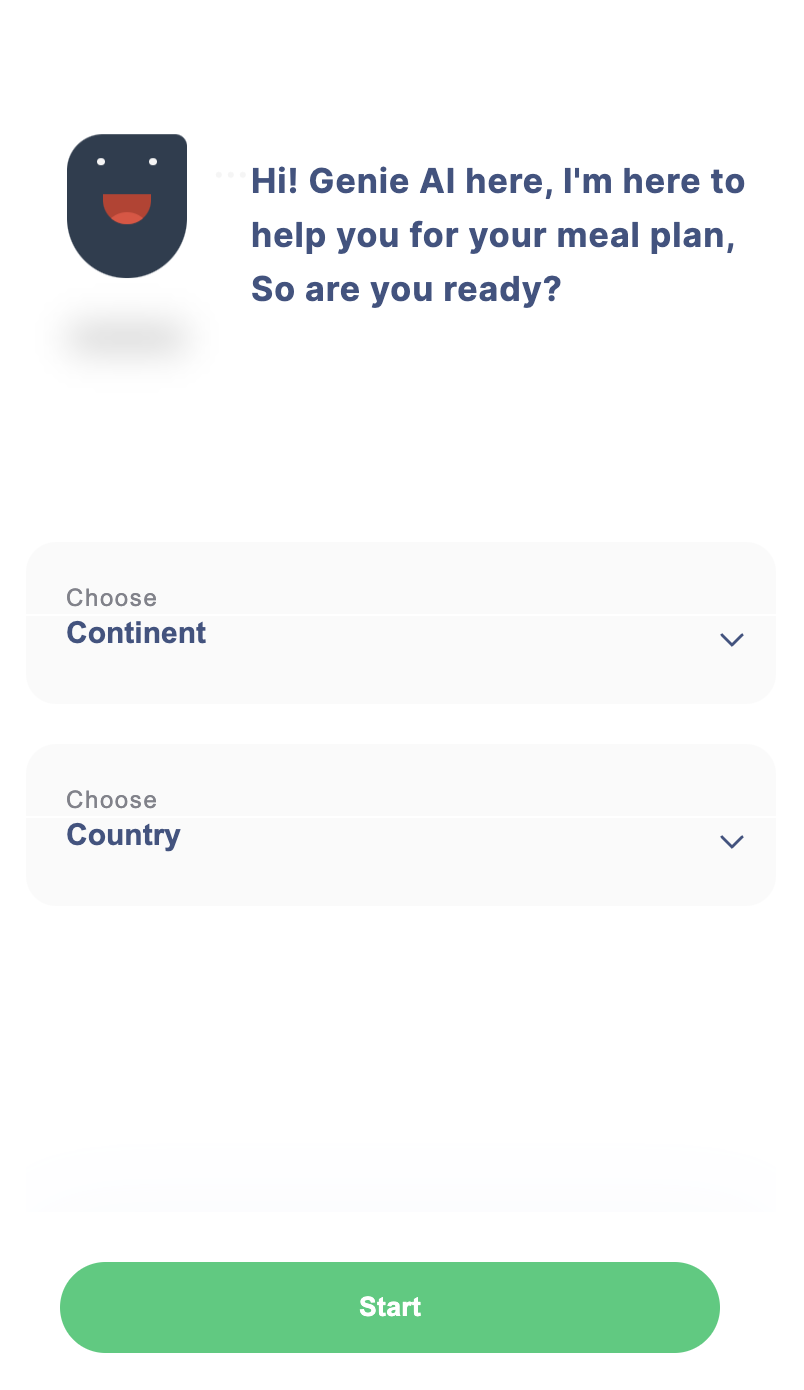 Hi! Genie AI here, I'm here to
help you for your meal plan,
So are you ready?
Choose
Continent
Choose
Country
Start